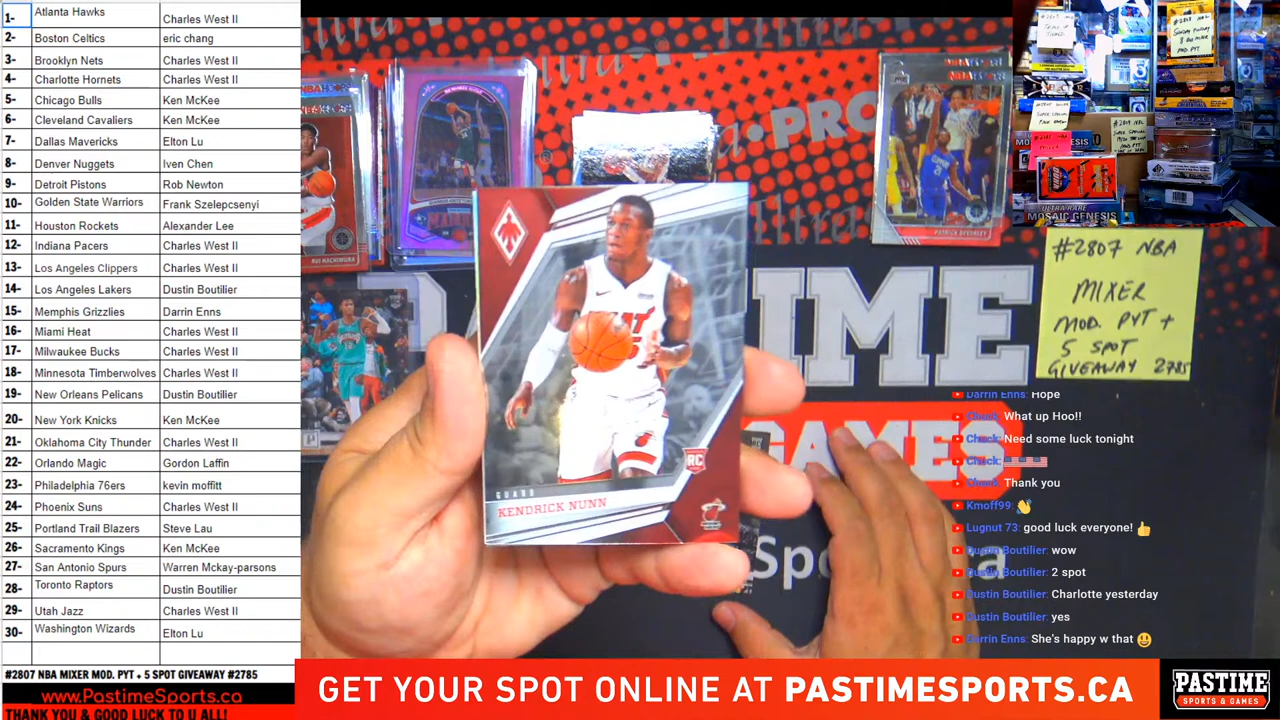 1- Atlanta Hawks Charles West II
2- Boston Celtics eric chang
3- Brooklyn Nets Charles West II
4- Charlotte Hornets Charles West II
5- Chicago Bulls Ken McKee
6- Cleveland Cavaliers Ken McKee
7- Dallas Mavericks Elton Lu
8- Denver Nuggets Iven Chen
9- Detroit Pistons Rob Newton
10- Golden State Warriors Frank Szelepcsenyi
11- Houston Rockets Alexander Lee
12- Indiana Pacers Charles West II
13- Los Angeles Clippers Charles West II
14- Los Angeles Lakers Dustin Boutilier
15- Memphis Grizzlies Darrin Enns
16- Miami Heat Charles West II
17- Milwaukee Bucks Charles West II
18- Minnesota Timberwolves Charles West II
19- New Orleans Pelicans Dustin Boutilier
20- New York Knicks Ken McKee
21- Oklahoma City Thunder Charles West II
22- Orlando Magic Gordon Laffin
23- Philadelphia 76ers kevin moffitt
24- Phoenix Suns Charles West II
25- Portland Trail Blazers Steve Lau
26- Sacramento Kings Ken McKee
27- San Antonio Spurs Warren Mckay-parsons
28- Toronto Raptors Dustin Boutilier
29- Utah Jazz Charles West II
30- Washington Wizards Elton Lu
#2807 NBA MIXER MOD. PYT + 5 SPOT GIVEAWAY #2785
www.PastimeSports.ca
THANK YOU & GOOD LUCK TO U ALL!
RUI HACHIMURA
PATRICK BEVERLEY
RC
GUARD
KENDRICK NUNN
TIME
GAMES
Spo
MOSAIC GENESIS
#2807 NBA
MIXER
MOD. PYT +
5 SPOT
GIVEAWAY 2785
Darrin Enns: Hope
Chuck: What up Hoo!!
Chuck: Need some luck tonight
Chuck: 🇺🇸🇺🇸🇺🇸
Chuck: Thank you
Kmoff99: 👋
Lugnut 73: good luck everyone! 👍
Dustin Boutilier: wow
Dustin Boutilier: 2 spot
Dustin Boutilier: Charlotte yesterday
Dustin Boutilier: yes
Darrin Enns: She's happy w that 😃
GET YOUR SPOT ONLINE AT PASTIMESPORTS.CA
PASTIME
SPORTS & GAMES